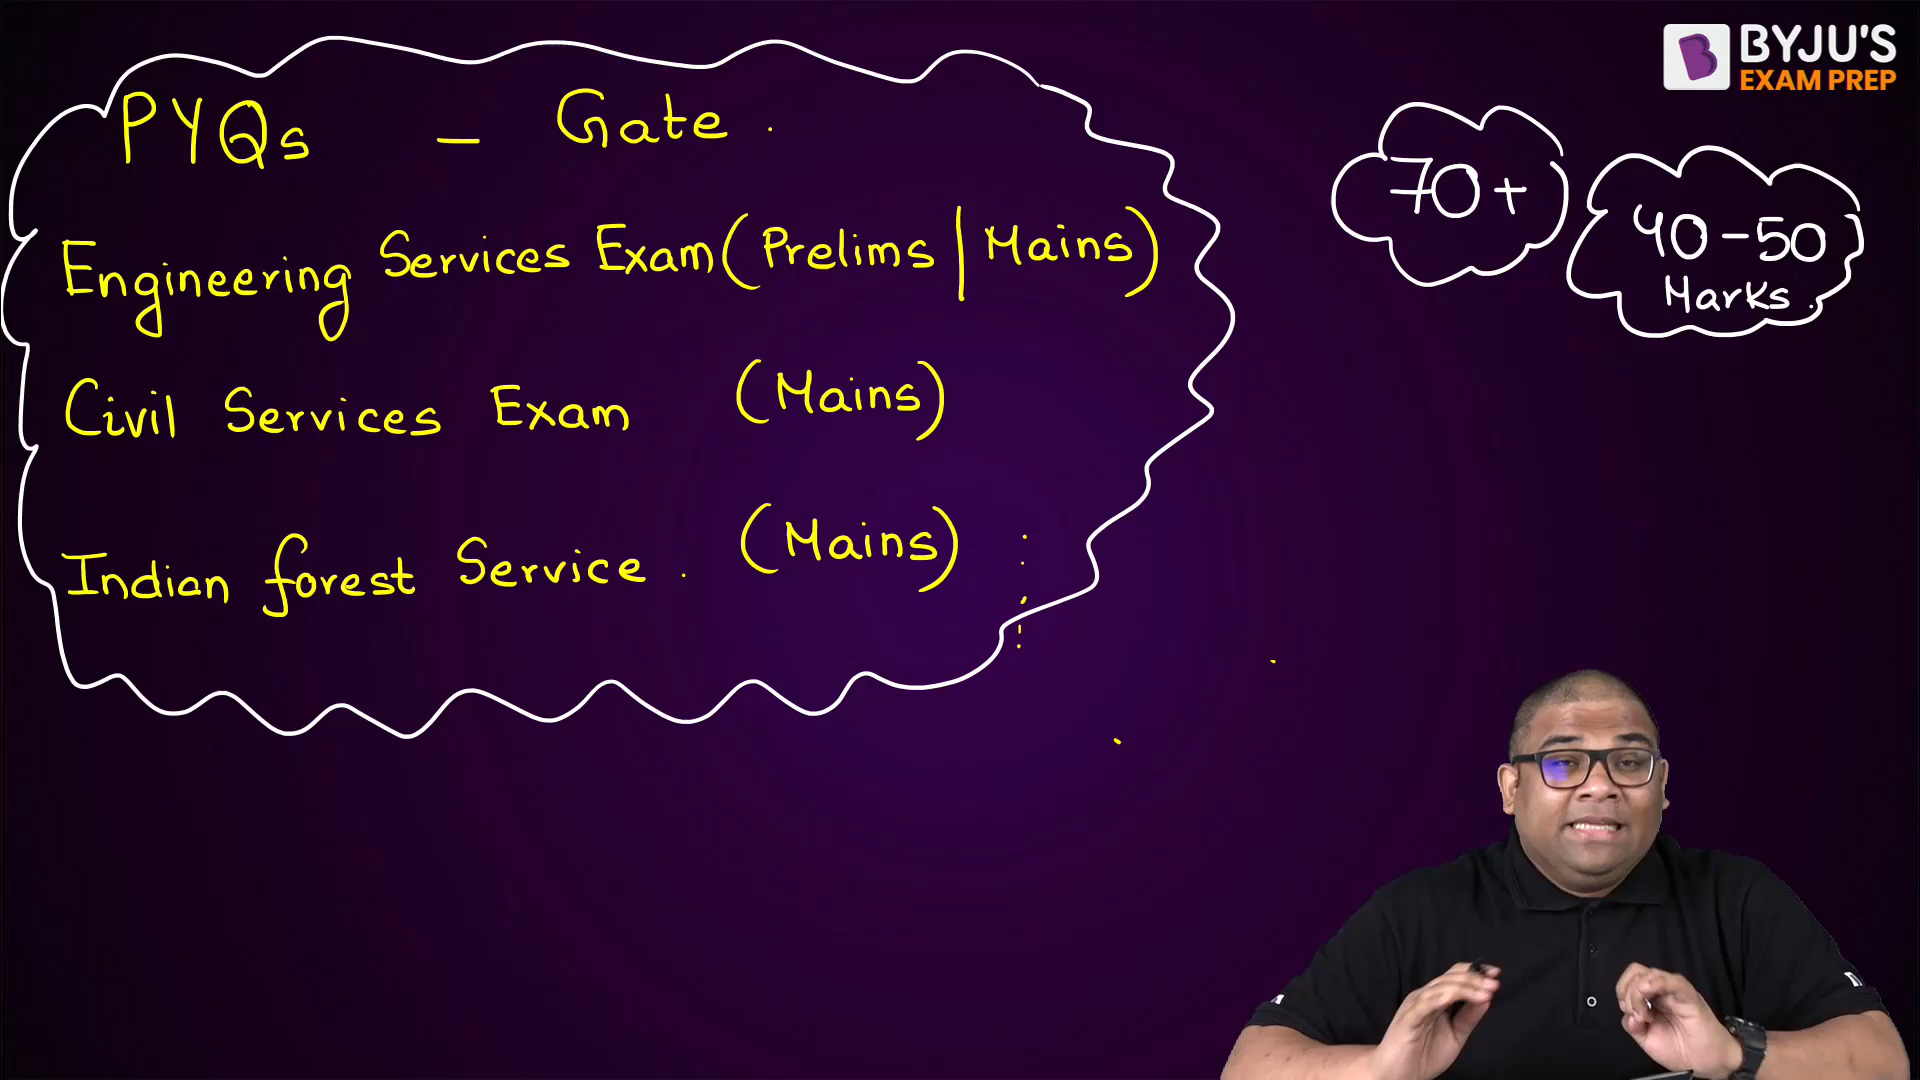 PYQs - Gate.
Engineering Services Exam (Prelims | Mains)
Civil Services Exam (Mains)
Indian forest Service. (Mains)
70+
40-50
Marks.
BYJU'S
EXAM PREP